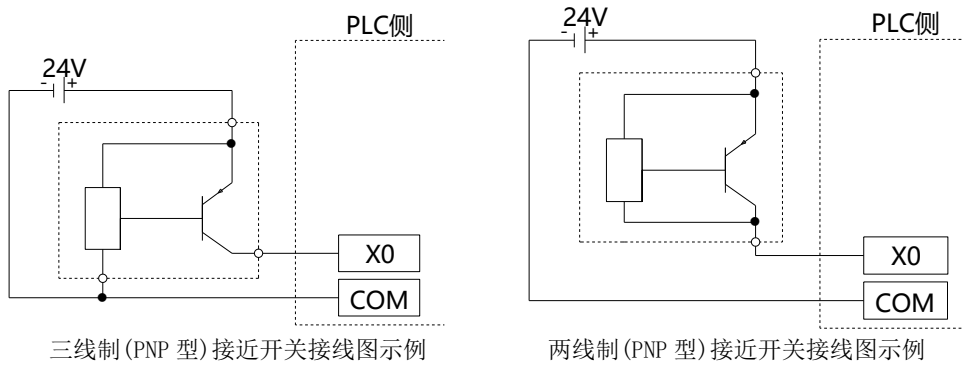 24V
- +
PLC侧
X0
COM
三线制(PNP 型)接近开关接线图示例
24V
- +
PLC侧
X0
COM
两线制(PNP 型)接近开关接线图示例